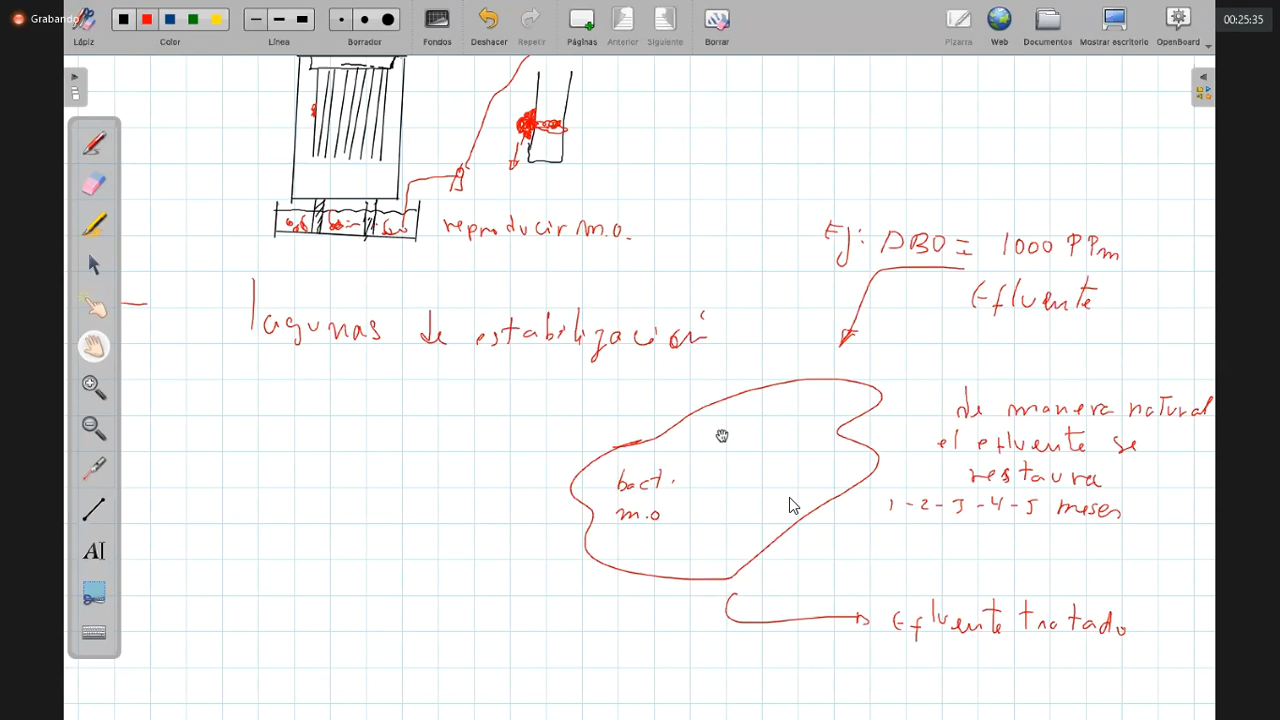 Grabando
00:25:35
Lápiz
Color
Línea
Borrador
Fondos
Deshacer
Repetir
Páginas
Anterior
Siguiente
Borrar
Pizarra
Web
Documentos
Mostrar escritorio
OpenBoard
reproducir m.o.
Ej: DBO = 1000 PPm
Efluente
lagunas de estabilización
de manera natural
el efluente se
restaura
1-2-3-4-5 meses
bact.
m.o
Efluente tratado
AI